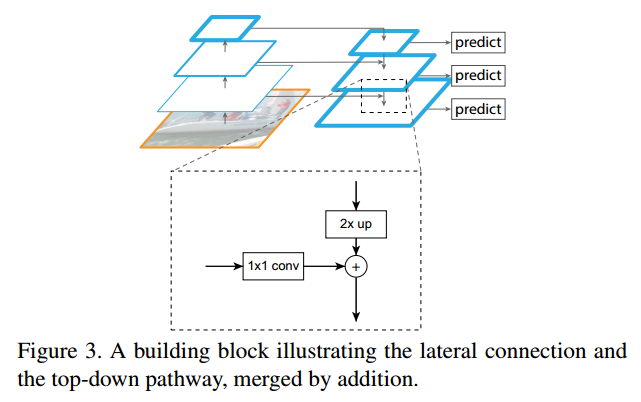 predict
predict
predict
2x up
1x1 conv
+
Figure 3. A building block illustrating the lateral connection and
the top-down pathway, merged by addition.